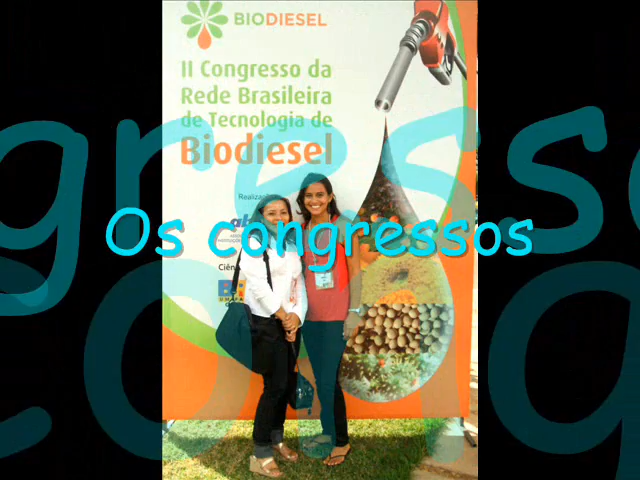 BIODIESEL
II Congresso da
Rede Brasileira
de Tecnologia de
Biodiesel
Os congressos